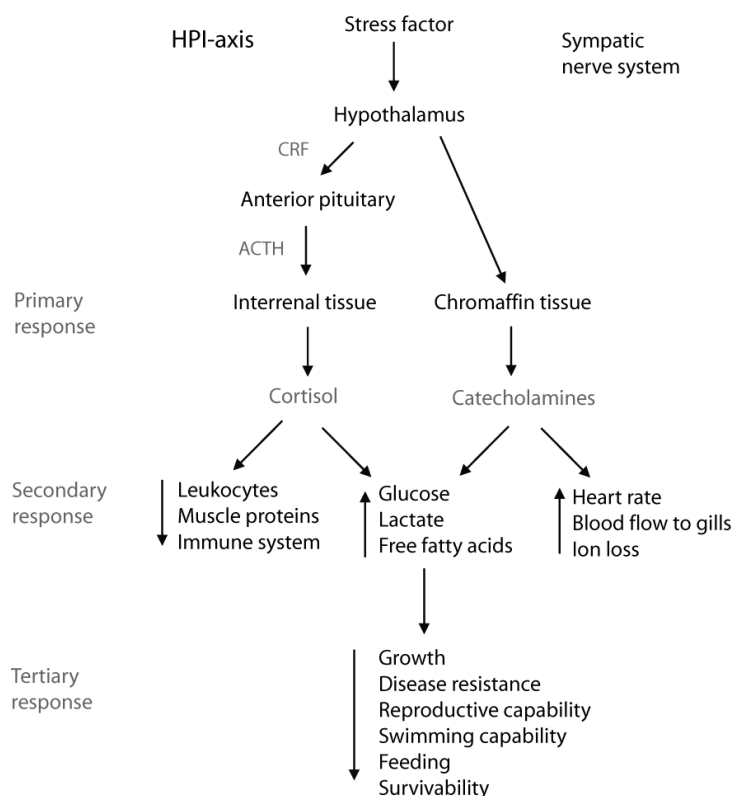 HPI-axis
Stress factor
Sympatic
nerve system
Hypothalamus
CRF
Anterior pituitary
ACTH
Primary
response
Interrenal tissue
Chromaffin tissue
Cortisol
Catecholamines
Secondary
response
Leukocytes
Muscle proteins
Immune system
Glucose
Lactate
Free fatty acids
Heart rate
Blood flow to gills
Ion loss
Tertiary
response
Growth
Disease resistance
Reproductive capability
Swimming capability
Feeding
Survivability